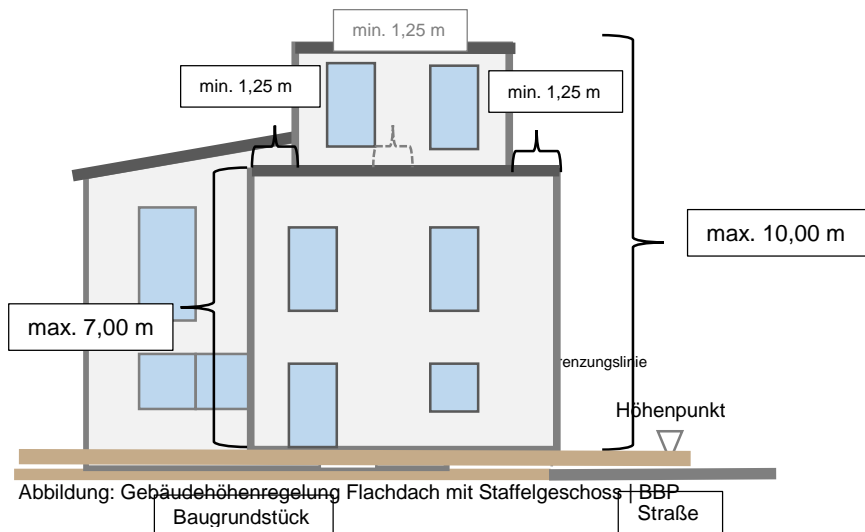 min. 1,25 m
min. 1,25 m
min. 1,25 m
max. 10,00 m
max. 7,00 m
renzungslinie
Höhenpunkt
Abbildung: Gebäudehöhenregelung Flachdach mit Staffelgeschoss | BBP
Baugrundstück
Straße